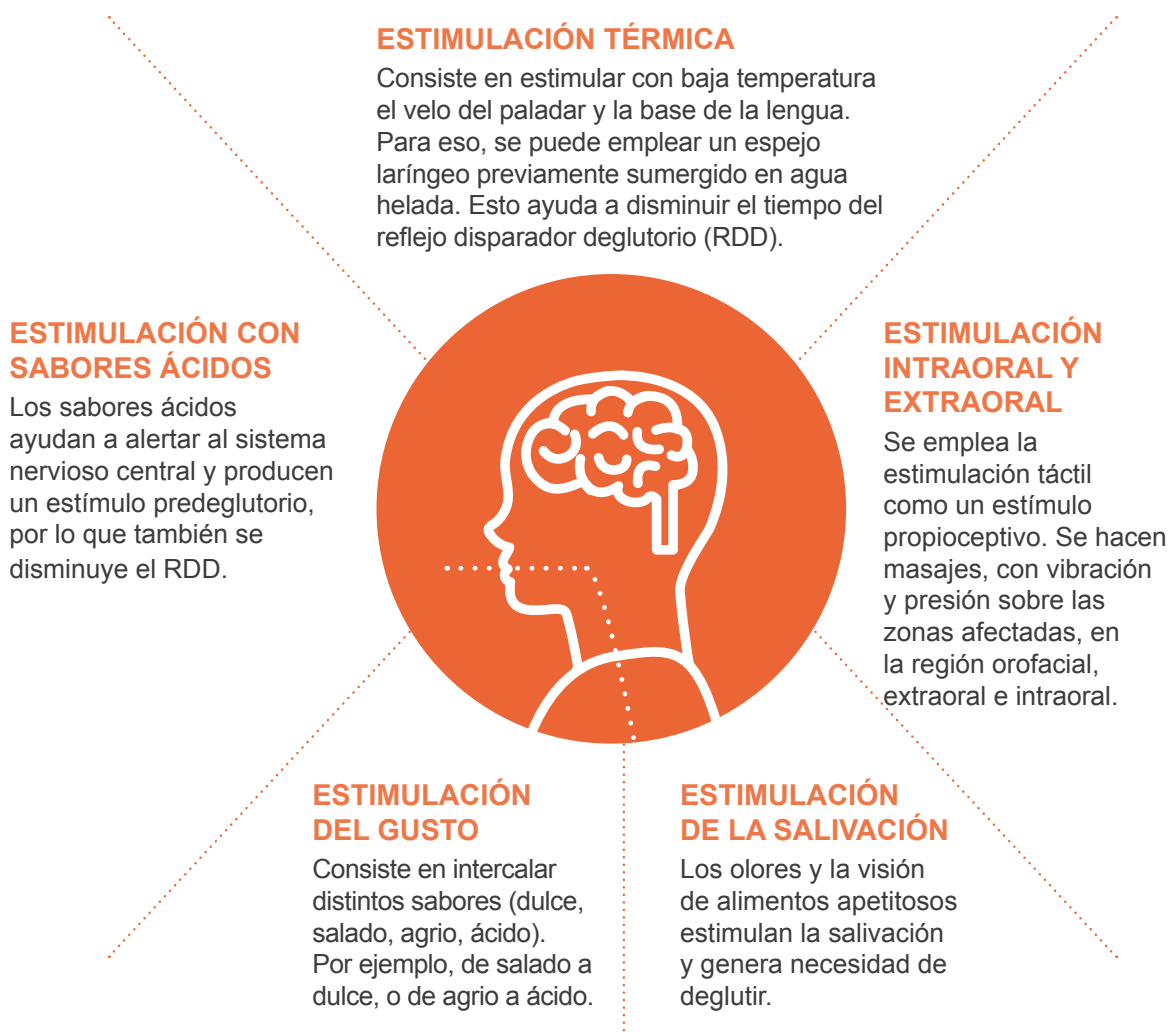 ESTIMULACIÓN TÉRMICA
Consiste en estimular con baja temperatura
el velo del paladar y la base de la lengua.
Para eso, se puede emplear un espejo
laríngeo previamente sumergido en agua
helada. Esto ayuda a disminuir el tiempo del
reflejo disparador deglutorio (RDD).
ESTIMULACIÓN CON
SABORES ÁCIDOS
Los sabores ácidos
ayudan a alertar al sistema
nervioso central y producen
un estímulo predeglutorio,
por lo que también se
disminuye el RDD.
ESTIMULACIÓN
INTRAORAL Y
EXTRAORAL
Se emplea la
estimulación táctil
como un estímulo
propioceptivo. Se hacen
masajes, con vibración
y presión sobre las
zonas afectadas, en
la región orofacial,
extraoral e intraoral.
ESTIMULACIÓN
DEL GUSTO
Consiste en intercalar
distintos sabores (dulce,
salado, agrio, ácido).
Por ejemplo, de salado a
dulce, o de agrio a ácido.
ESTIMULACIÓN
DE LA SALIVACIÓN
Los olores y la visión
de alimentos apetitosos
estimulan la salivación
y genera necesidad de
deglutir.